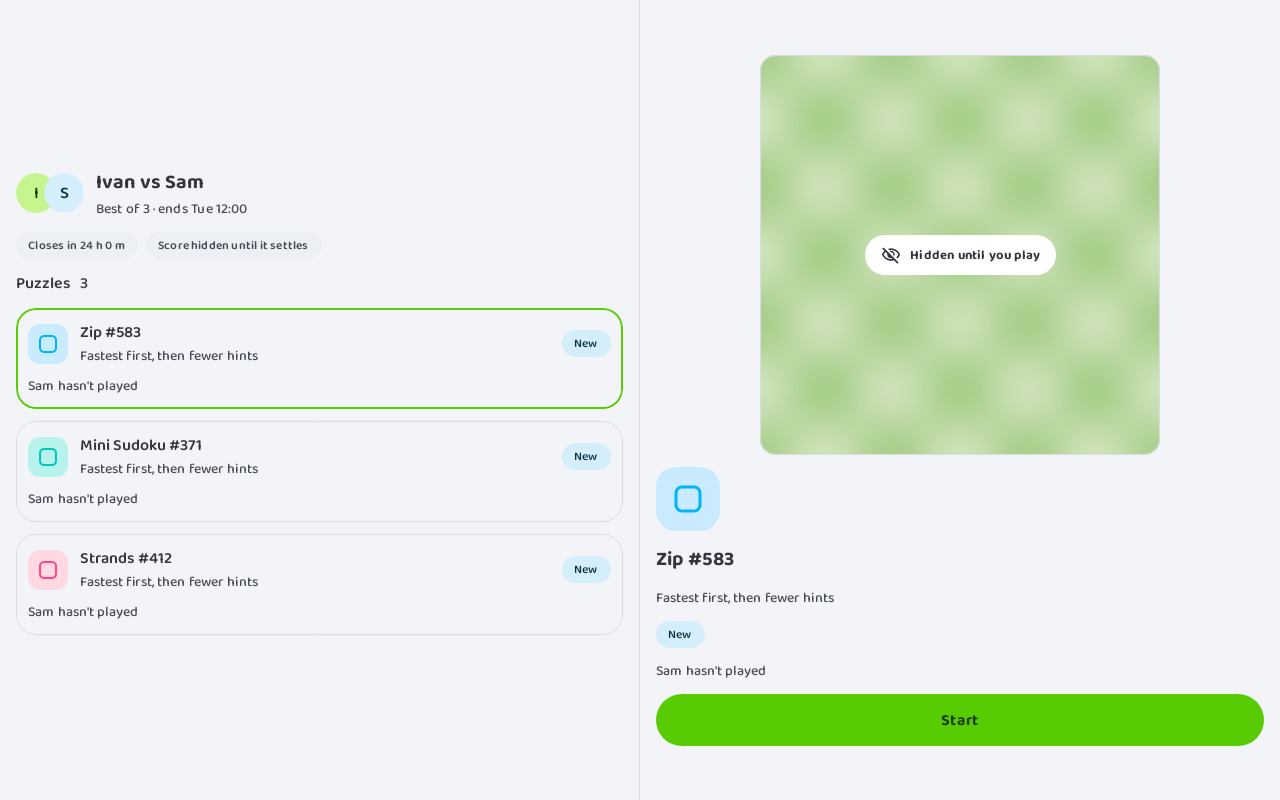 I S
Ivan vs Sam
Best of 3 · ends Tue 12:00
Closes in 24 h 0 m
Score hidden until it settles
Puzzles 3
Zip #583
Fastest first, then fewer hints
New
Sam hasn't played
Mini Sudoku #371
Fastest first, then fewer hints
New
Sam hasn't played
Strands #412
Fastest first, then fewer hints
New
Sam hasn't played
Hidden until you play
Zip #583
Fastest first, then fewer hints
New
Sam hasn't played
Start